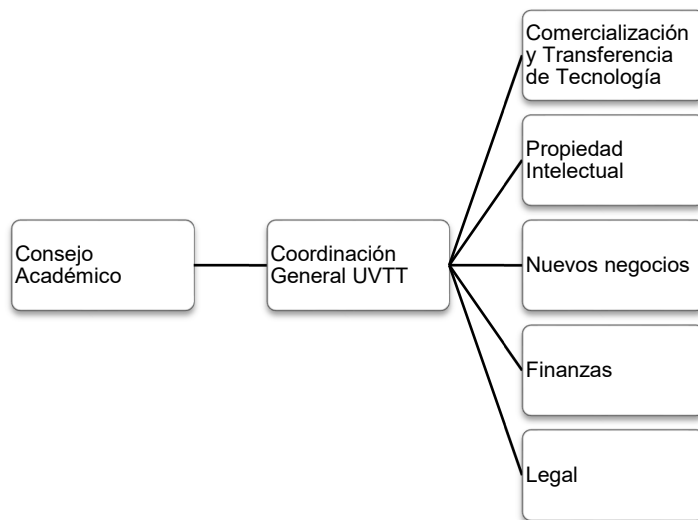 Consejo
Académico
Coordinación
General UVTT
Comercialización
y Transferencia
de Tecnología
Propiedad
Intelectual
Nuevos negocios
Finanzas
Legal